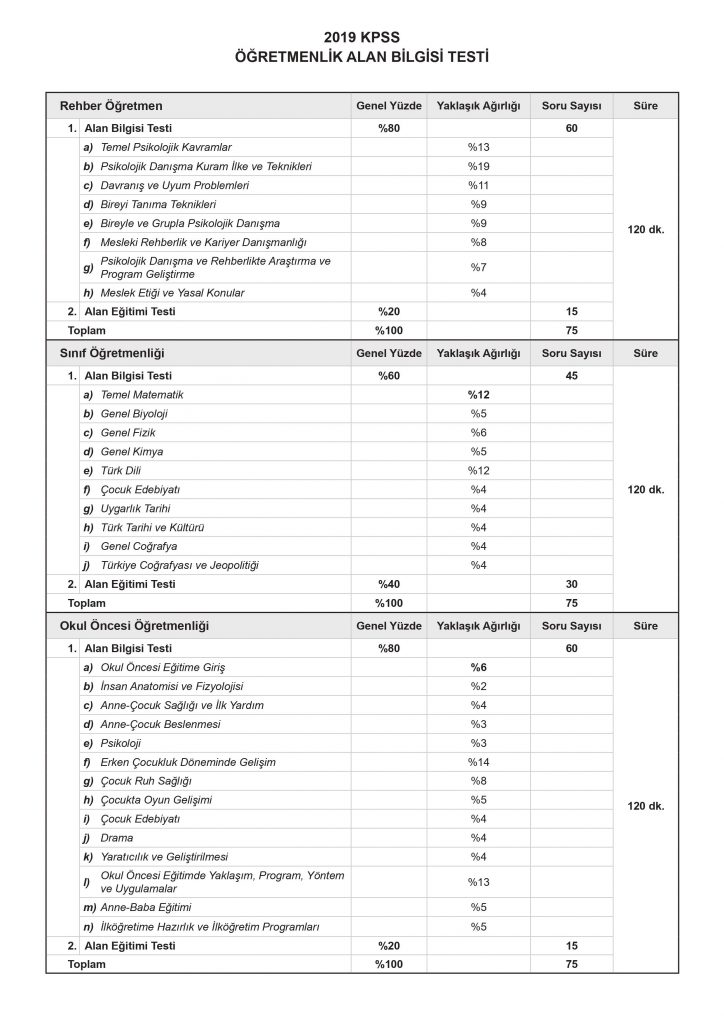 2019 KPSS
ÖĞRETMENLİK ALAN BİLGİSİ TESTİ
Rehber Öğretmen Genel Yüzde Yaklaşık Ağırlığı Soru Sayısı Süre
1. Alan Bilgisi Testi %80 60
a) Temel Psikolojik Kavramlar %13
b) Psikolojik Danışma Kuram İlke ve Teknikleri %19
c) Davranış ve Uyum Problemleri %11
d) Bireyi Tanıma Teknikleri %9
e) Bireyle ve Grupla Psikolojik Danışma %9
120 dk.
f) Mesleki Rehberlik ve Kariyer Danışmanlığı %8
g) Psikolojik Danışma ve Rehberlikte Araştırma ve
Program Geliştirme %7
h) Meslek Etiği ve Yasal Konular %4
2. Alan Eğitimi Testi %20 15
Toplam %100 75
Sınıf Öğretmenliği Genel Yüzde Yaklaşık Ağırlığı Soru Sayısı Süre
1. Alan Bilgisi Testi %60 45
a) Temel Matematik %12
b) Genel Biyoloji %5
c) Genel Fizik %6
d) Genel Kimya %5
e) Türk Dili %12
f) Çocuk Edebiyatı %4 120 dk.
g) Uygarlık Tarihi %4
h) Türk Tarihi ve Kültürü %4
i) Genel Coğrafya %4
j) Türkiye Coğrafyası ve Jeopolitiği %4
2. Alan Eğitimi Testi %40 30
Toplam %100 75
Okul Öncesi Öğretmenliği Genel Yüzde Yaklaşık Ağırlığı Soru Sayısı Süre
1. Alan Bilgisi Testi %80 60
a) Okul Öncesi Eğitime Giriş %6
b) İnsan Anatomisi ve Fizyolojisi %2
c) Anne-Çocuk Sağlığı ve İlk Yardım %4
d) Anne-Çocuk Beslenmesi %3
e) Psikoloji %3
f) Erken Çocukluk Döneminde Gelişim %14
g) Çocuk Ruh Sağlığı %8
h) Çocukta Oyun Gelişimi %5
120 dk.
i) Çocuk Edebiyatı %4
j) Drama %4
k) Yaratıcılık ve Geliştirilmesi %4
l) Okul Öncesi Eğitimde Yaklaşım, Program, Yöntem
ve Uygulamalar %13
m) Anne-Baba Eğitimi %5
n) İlköğretime Hazırlık ve İlköğretim Programları %5
2. Alan Eğitimi Testi %20 15
Toplam %100 75